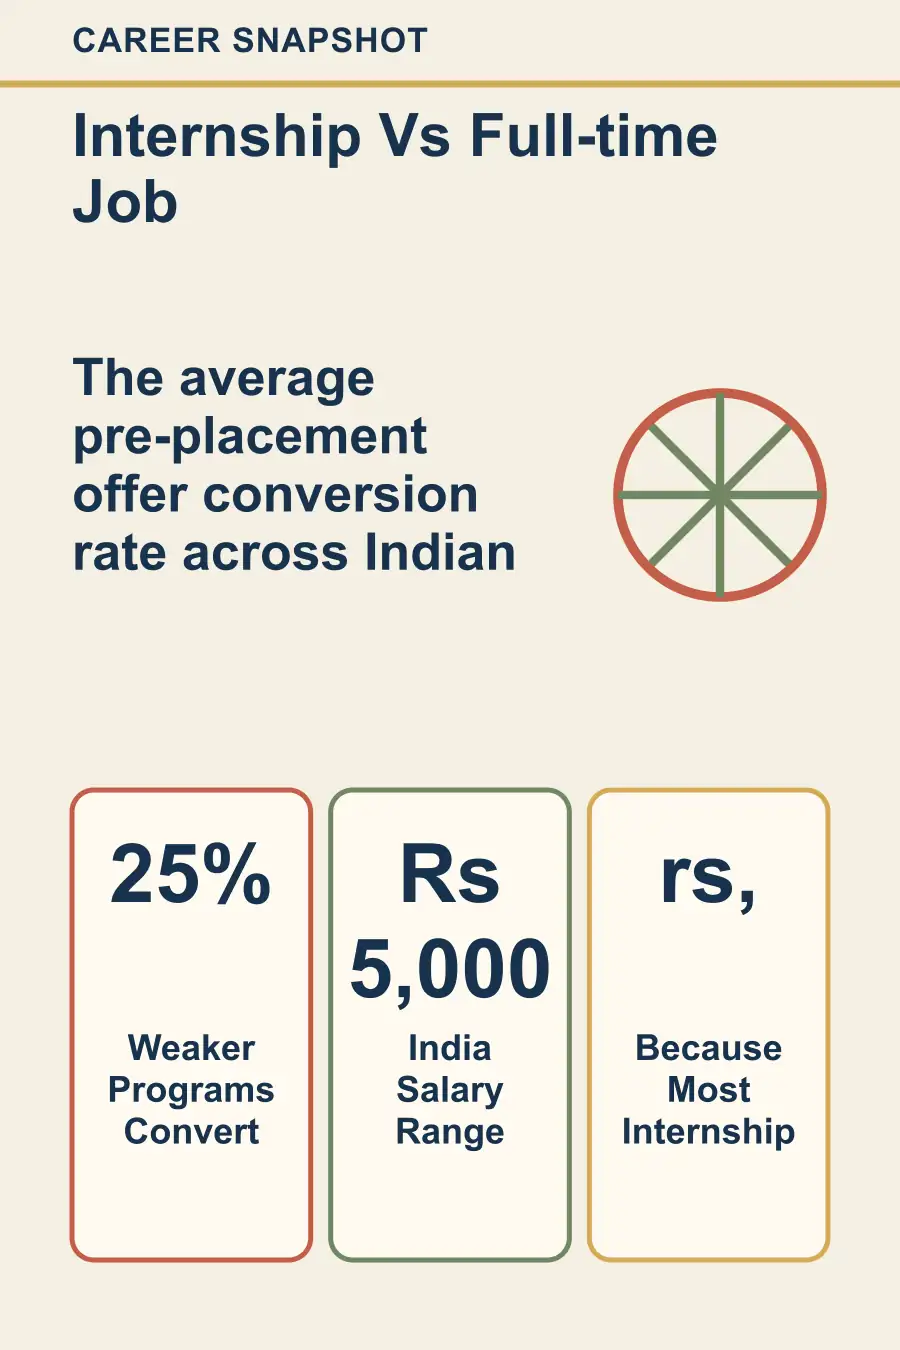 CAREER SNAPSHOT
Internship Vs Full-time
Job
The average
pre-placement
offer conversion
rate across Indian
25%
Weaker
Programs
Convert
Rs
5,000
India
Salary
Range
rs,
Because
Most
Internship